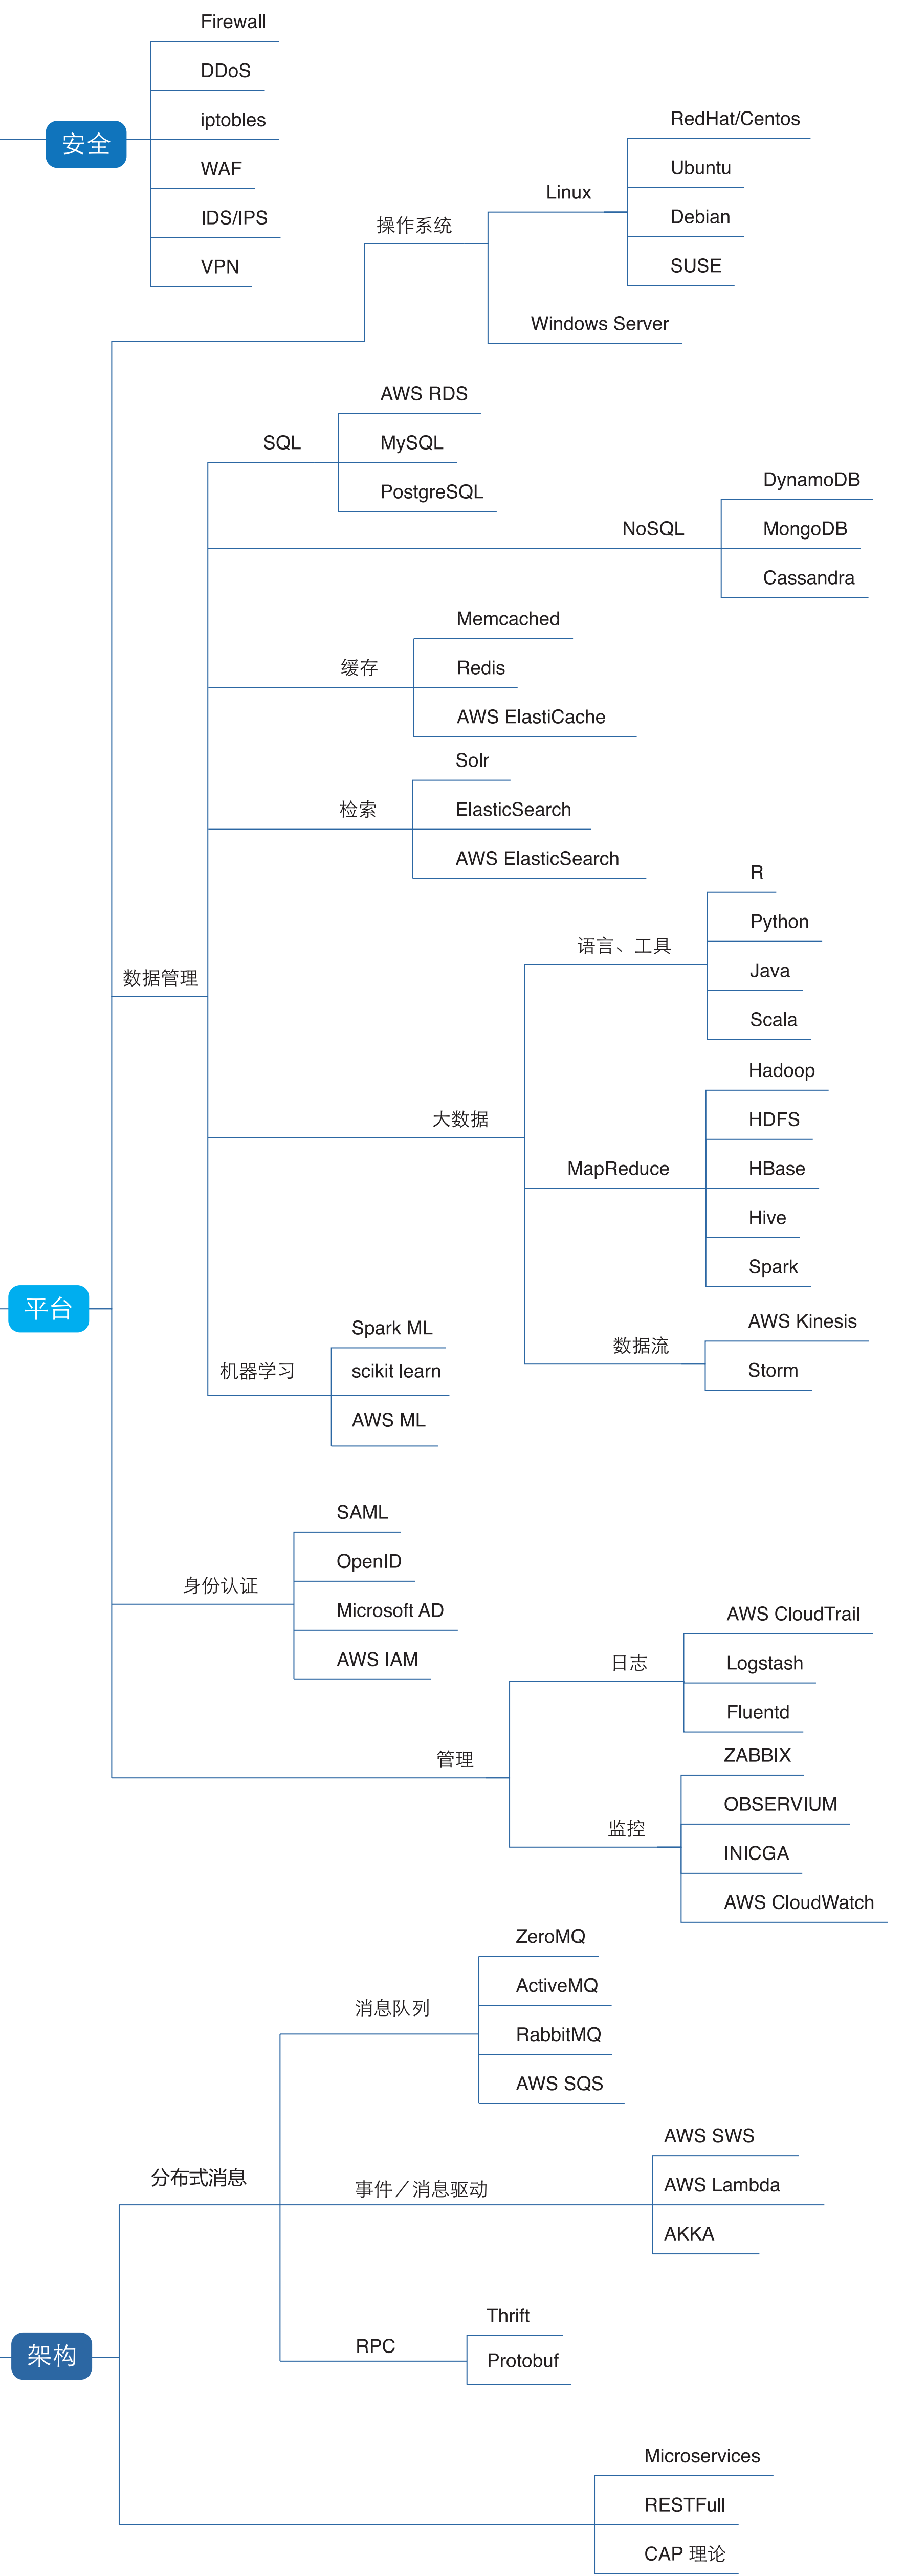 Firewall
DDoS
iptobles
安全
WAF
IDS/IPS
VPN
RedHat/Centos
Ubuntu
Linux
Debian
操作系统
SUSE
Windows Server
AWS RDS
SQL
MySQL
PostgreSQL
DynamoDB
NoSQL
MongoDB
Cassandra
Memcached
缓存
Redis
AWS ElastiCache
Solr
检索
ElasticSearch
AWS ElasticSearch
R
Python
语言、工具
Java
数据管理
Scala
Hadoop
大数据
HDFS
MapReduce
HBase
Hive
Spark
平台
AWS Kinesis
Spark ML
数据流
机器学习
scikit learn
Storm
AWS ML
SAML
OpenID
身份认证
Microsoft AD
AWS IAM
AWS CloudTrail
日志
Logstash
Fluentd
管理
ZABBIX
OBSERVIUM
监控
INICGA
AWS CloudWatch
ZeroMQ
ActiveMQ
消息队列
RabbitMQ
AWS SQS
AWS SWS
分布式消息
事件／消息驱动
AWS Lambda
AKKA
Thrift
RPC
架构
Protobuf
Microservices
RESTFull
CAP 理论